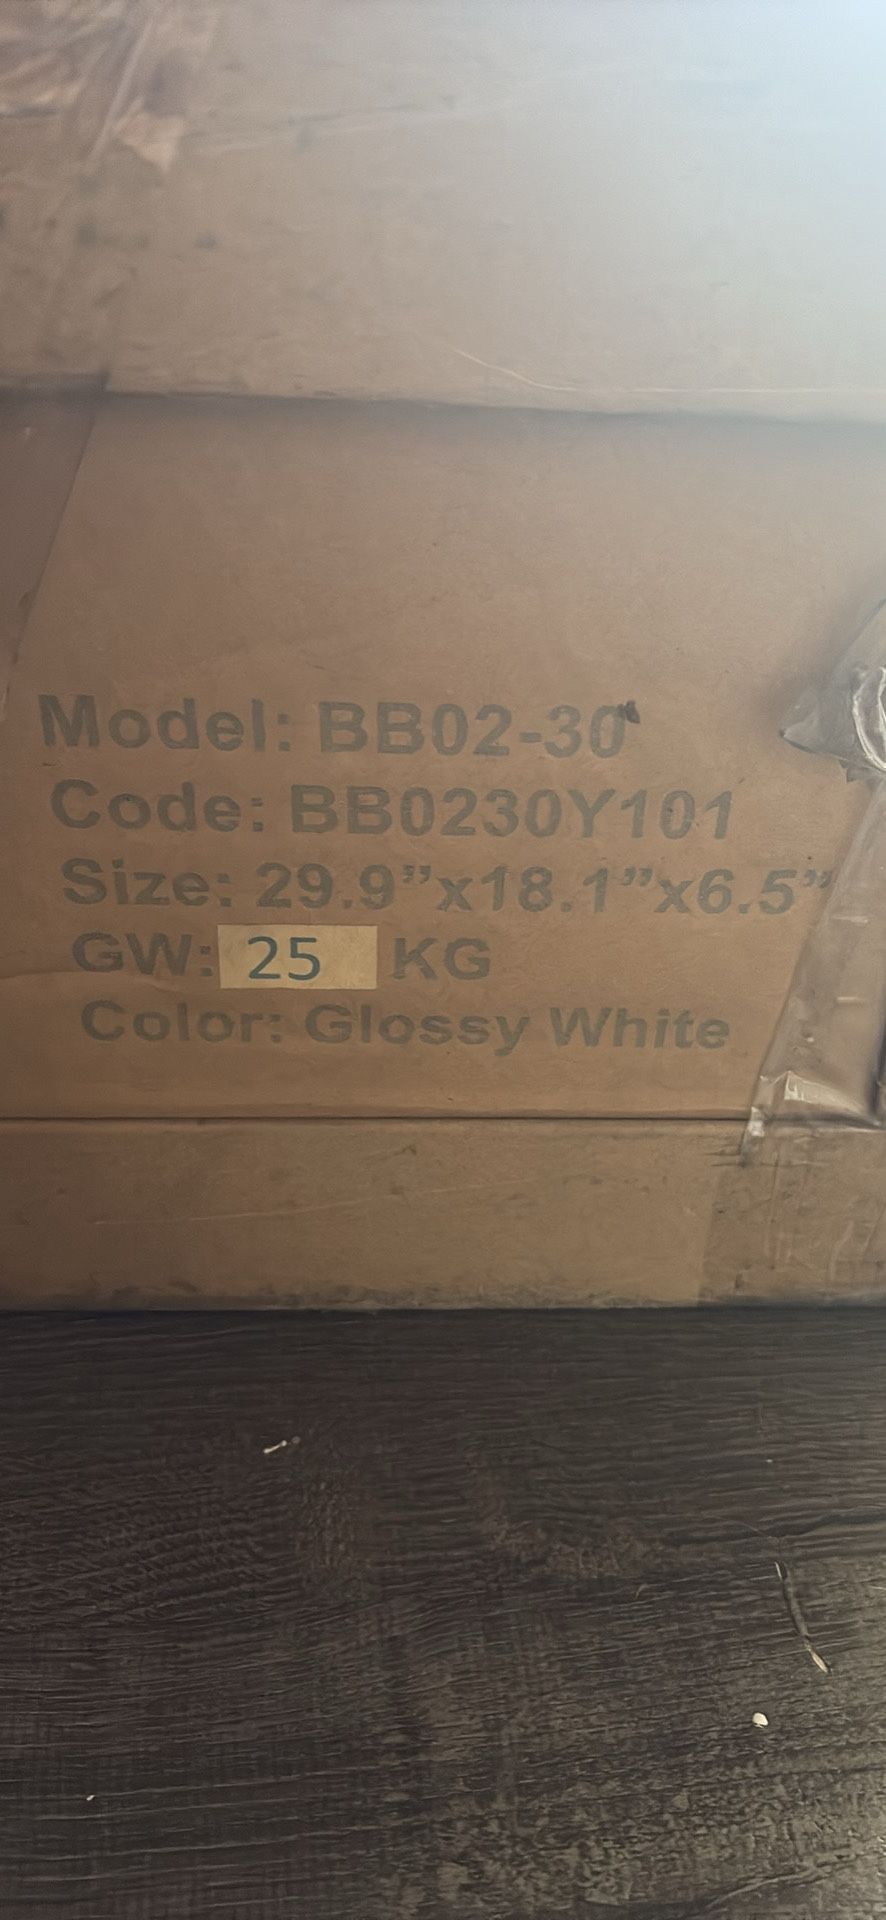 Model: BB02-30
Code: BB0230Y101
Size: 29.9”x18.1”x6.5”
GW: 25 KG
Color: Glossy White